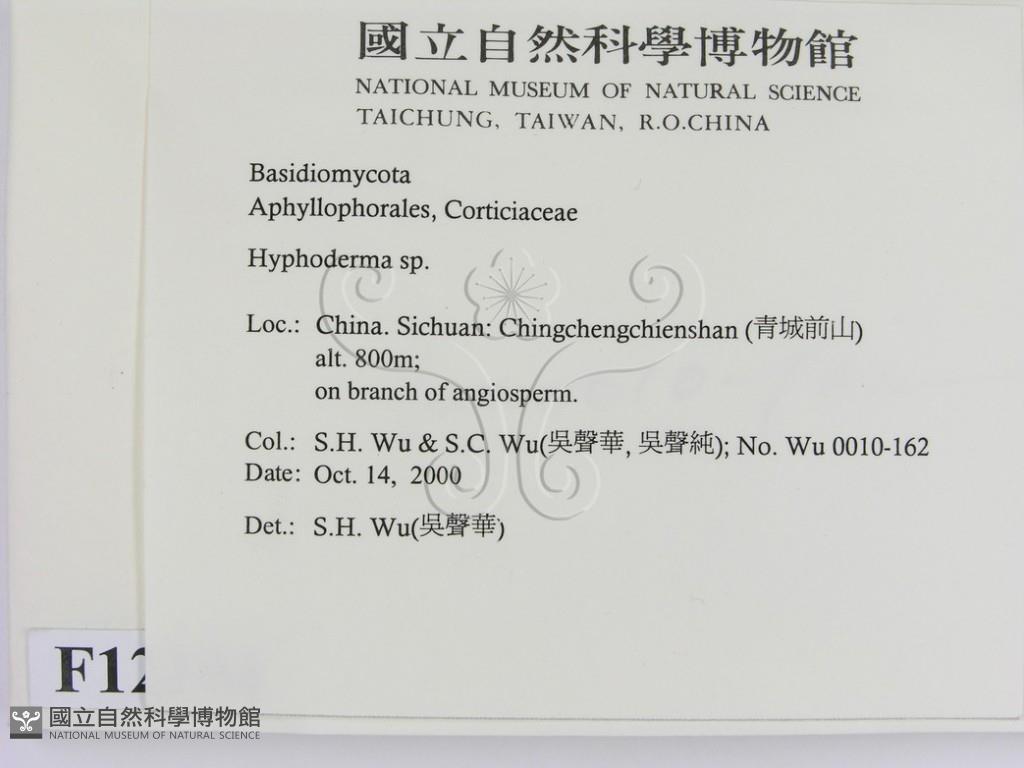 國立自然科學博物館
NATIONAL MUSEUM OF NATURAL SCIENCE
TAICHUNG, TAIWAN, R.O.CHINA
Basidiomycota
Aphyllophorales, Corticiaceae
Hyphoderma sp.
Loc.: China. Sichuan: Chingchengchienshan (青城前山)
alt. 800m;
on branch of angiosperm.
Col.: S.H. Wu & S.C. Wu(吳聲華, 吳聲純); No. Wu 0010-162
Date: Oct. 14, 2000
Det.: S.H. Wu(吳聲華)
國立自然科學博物館
NATIONAL MUSEUM OF NATURAL SCIENCE